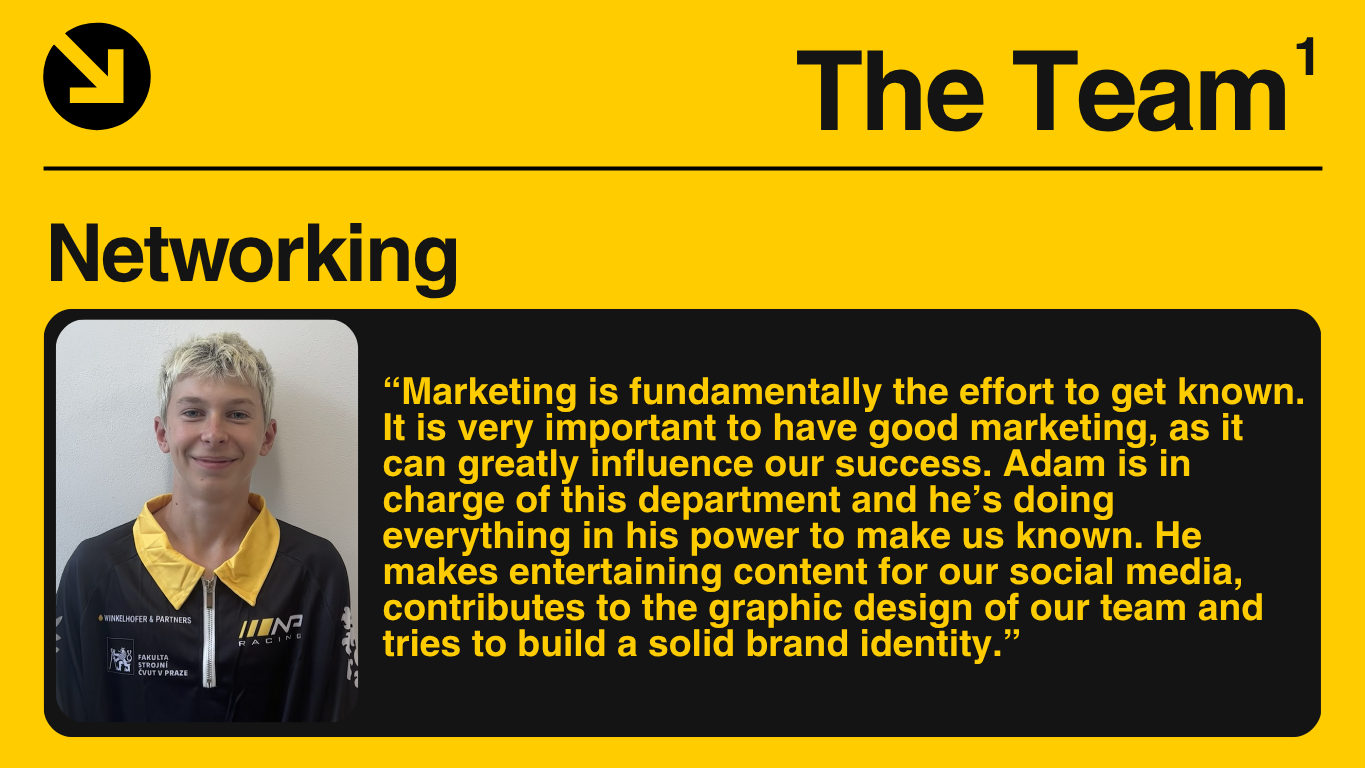 The Team¹
Networking
“Marketing is fundamentally the effort to get known.
It is very important to have good marketing, as it
can greatly influence our success. Adam is in
charge of this department and he’s doing
everything in his power to make us known. He
makes entertaining content for our social media,
contributes to the graphic design of our team and
tries to build a solid brand identity.”
WINKELHOFER & PARTNERS
NP
RACING
FAKULTA
STROJNÍ
ČVUT V PRAZE